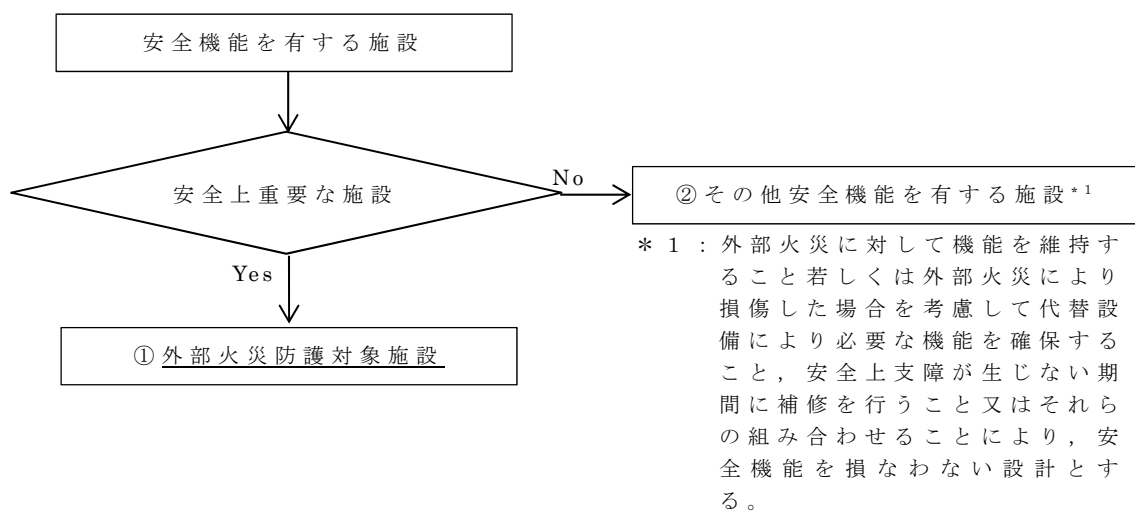 安全機能を有する施設
安全上重要な施設
No
②その他安全機能を有する施設*1
Yes
①外部火災防護対象施設
*1:外部火災に対して機能を維持す
ること若しくは外部火災により
損傷した場合を考慮して代替設
備により必要な機能を確保する
こと,安全上支障が生じない期
間に補修を行うこと又はそれら
の組み合わせることにより,安
全機能を損なわない設計とす
る。